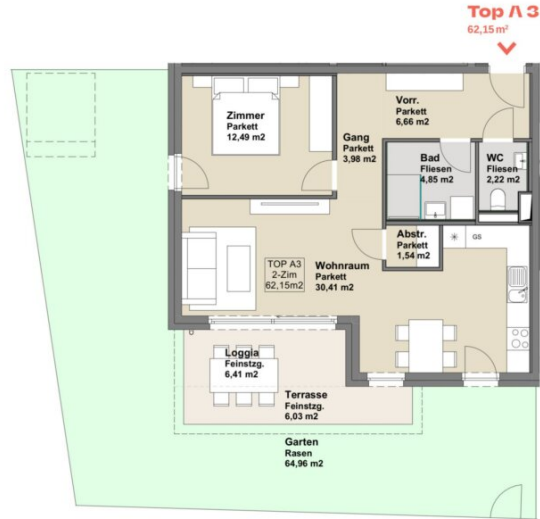 Top A 3
62,15 m²
Zimmer
Parkett
12,49 m2
Vorr.
Parkett
6,66 m2
Gang
Parkett
3,98 m2
Bad
Fliesen
4,85 m2
WC
Fliesen
2,22 m2
Abstr.
Parkett
1,54 m2
GS
TOP A3
2-Zim
62,15m2
Wohnraum
Parkett
30,41 m2
Loggia
Feinstzg.
6,41 m2
Terrasse
Feinstzg.
6,03 m2
Garten
Rasen
64,96 m2